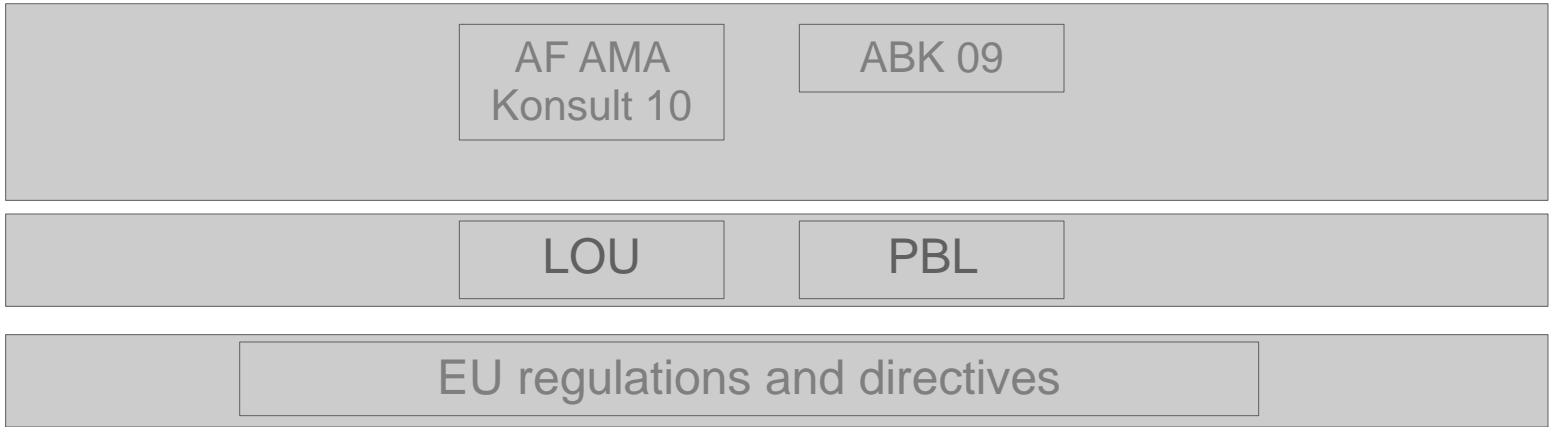 AF AMA
Konsult 10
ABK 09
LOU
PBL
EU regulations and directives